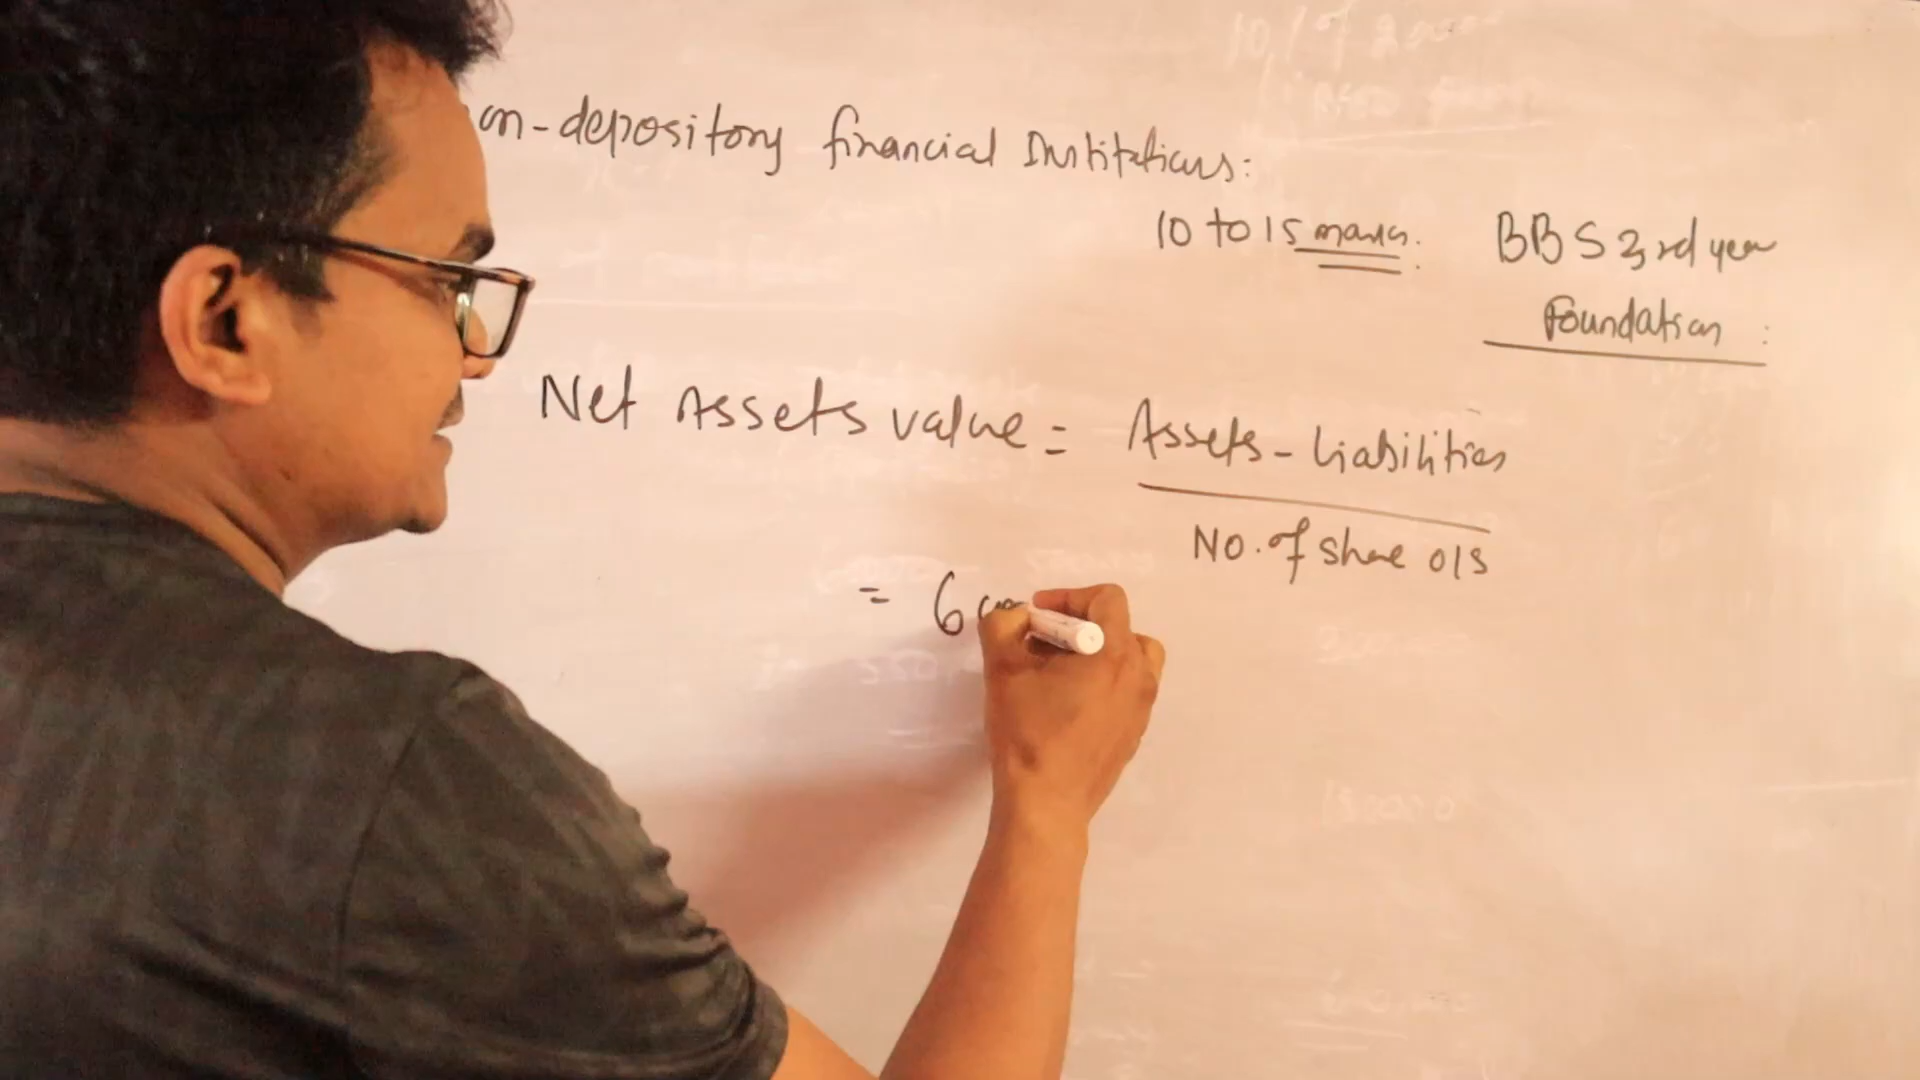 on-depository financial Institutions:
10 to 15 marks.
BBS 3rd year
Foundation :
Net Assets value = Assets - Liabilities
No. of share o/s
= 6